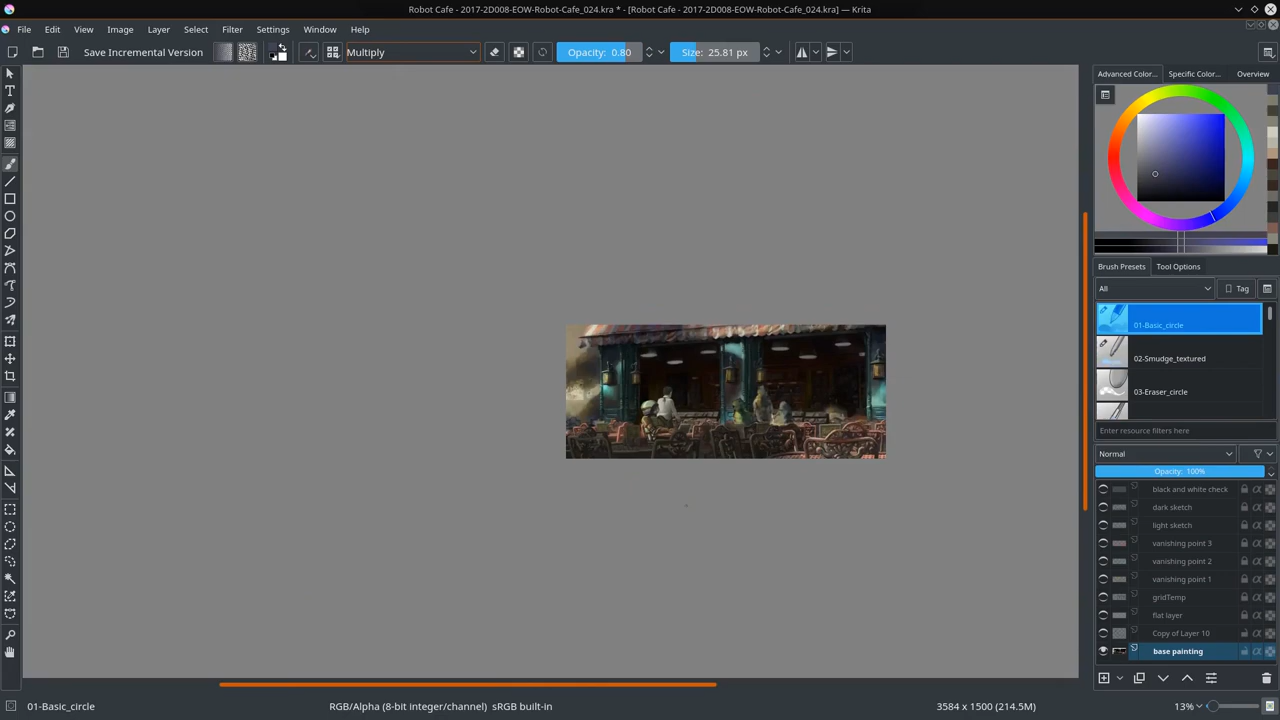 Robot Cafe - 2017-2D008-EOW-Robot-Cafe_024.kra * - [Robot Cafe - 2017-2D008-EOW-Robot-Cafe_024.kra] — Krita
File Edit View Image Layer Select Filter Settings Window Help
Save Incremental Version Multiply Opacity: 0.80 Size: 25.81 px
Advanced Color... Specific Color... Overview
Brush Presets Tool Options
All Tag
01-Basic_circle
02-Smudge_textured
03-Eraser_circle
Enter resource filters here
Normal
Opacity: 100%
black and white check
dark sketch
light sketch
vanishing point 3
vanishing point 2
vanishing point 1
gridTemp
flat layer
Copy of Layer 10
base painting
01-Basic_circle RGB/Alpha (8-bit integer/channel) sRGB built-in 3584 x 1500 (214.5M) 13%